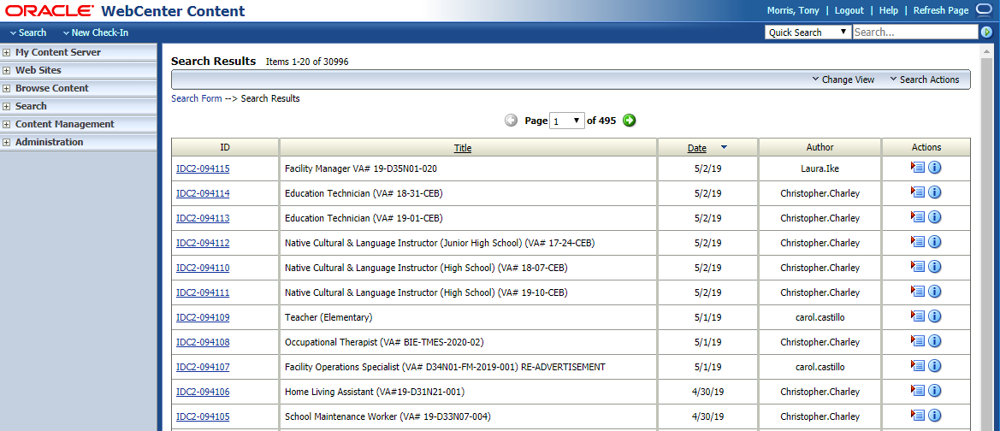 ORACLE® WebCenter Content
Morris, Tony | Logout | Help | Refresh Page
Search New Check-In
Quick Search Search...
My Content Server
Web Sites
Browse Content
Search
Content Management
Administration
Search Results Items 1-20 of 30996
Change View Search Actions
Search Form --> Search Results
Page 1 of 495
ID Title Date Author Actions
IDC2-094115 Facility Manager VA# 19-D35N01-020 5/2/19 Laura.Ike
IDC2-094114 Education Technician (VA# 18-31-CEB) 5/2/19 Christopher.Charley
IDC2-094113 Education Technician (VA# 19-01-CEB) 5/2/19 Christopher.Charley
IDC2-094112 Native Cultural & Language Instructor (Junior High School) (VA# 17-24-CEB) 5/2/19 Christopher.Charley
IDC2-094110 Native Cultural & Language Instructor (High School) (VA# 18-07-CEB) 5/2/19 Christopher.Charley
IDC2-094111 Native Cultural & Language Instructor (High School) (VA# 19-10-CEB) 5/2/19 Christopher.Charley
IDC2-094109 Teacher (Elementary) 5/1/19 carol.castillo
IDC2-094108 Occupational Therapist (VA# BIE-TMES-2020-02) 5/1/19 Christopher.Charley
IDC2-094107 Facility Operations Specialist (VA# D34N01-FM-2019-001) RE-ADVERTISEMENT 5/1/19 carol.castillo
IDC2-094106 Home Living Assistant (VA#19-D31N21-001) 4/30/19 Christopher.Charley
IDC2-094105 School Maintenance Worker (VA# 19-D33N07-004) 4/30/19 Christopher.Charley